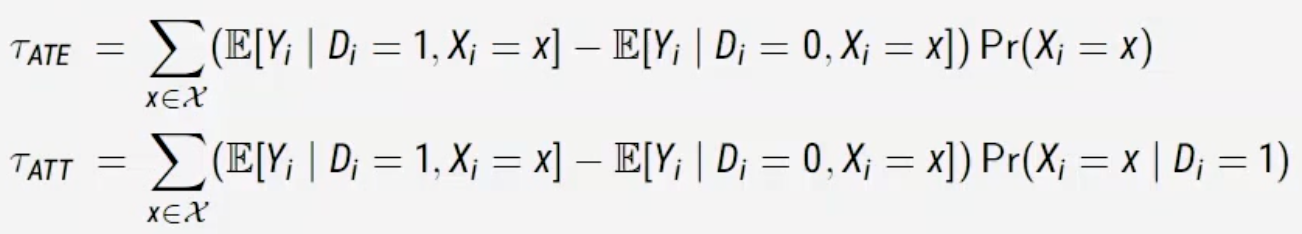 τ_ATE = ∑_{x∈𝒳} (𝔼[Y_i | D_i = 1, X_i = x] − 𝔼[Y_i | D_i = 0, X_i = x]) Pr(X_i = x)
τ_ATT = ∑_{x∈𝒳} (𝔼[Y_i | D_i = 1, X_i = x] − 𝔼[Y_i | D_i = 0, X_i = x]) Pr(X_i = x | D_i = 1)